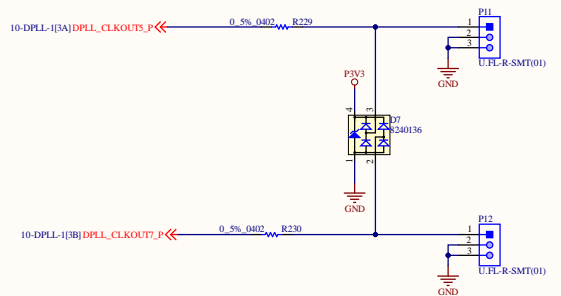 P11
0_5%_0402 R229
10-DPLL-1[3A] DPLL_CLKOUT5_P
1
2
3
U.FL-R-SMT(01)
GND
P3V3
4 3
D7
8240136
1 2
GND
P12
0_5%_0402 R230
10-DPLL-1[3B] DPLL_CLKOUT7_P
1
2
3
U.FL-R-SMT(01)
GND